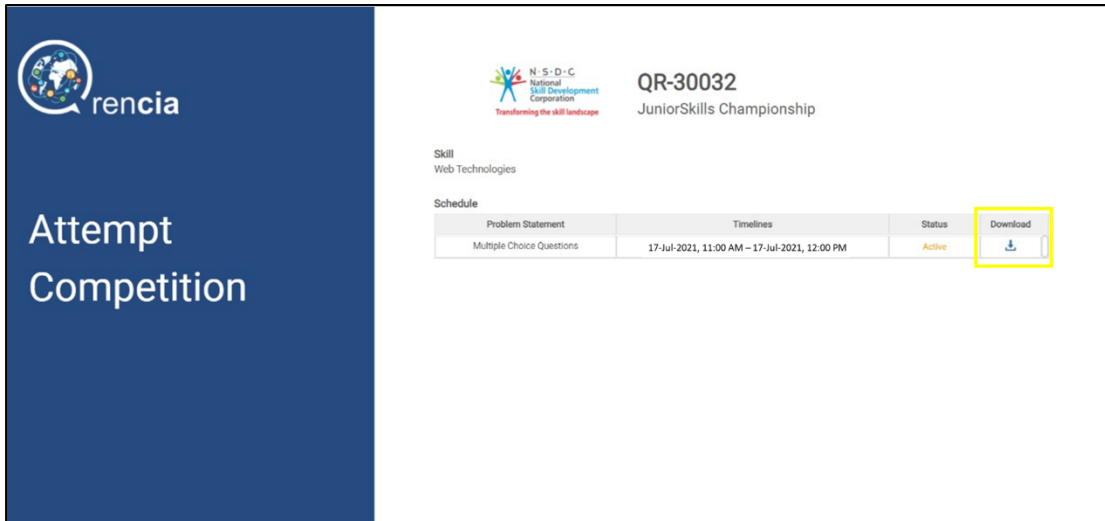 Qrencia
Attempt
Competition
N·S·D·C
National
Skill Development
Corporation
Transforming the skill landscape
QR-30032
JuniorSkills Championship
Skill
Web Technologies
Schedule
Problem Statement Timelines Status Download
Multiple Choice Questions 17-Jul-2021, 11:00 AM – 17-Jul-2021, 12:00 PM Active